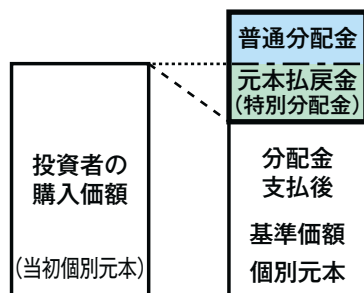 普通分配金
元本払戻金
(特別分配金)
投資者の
購入価額
(当初個別元本)
分配金
支払後
基準価額
個別元本